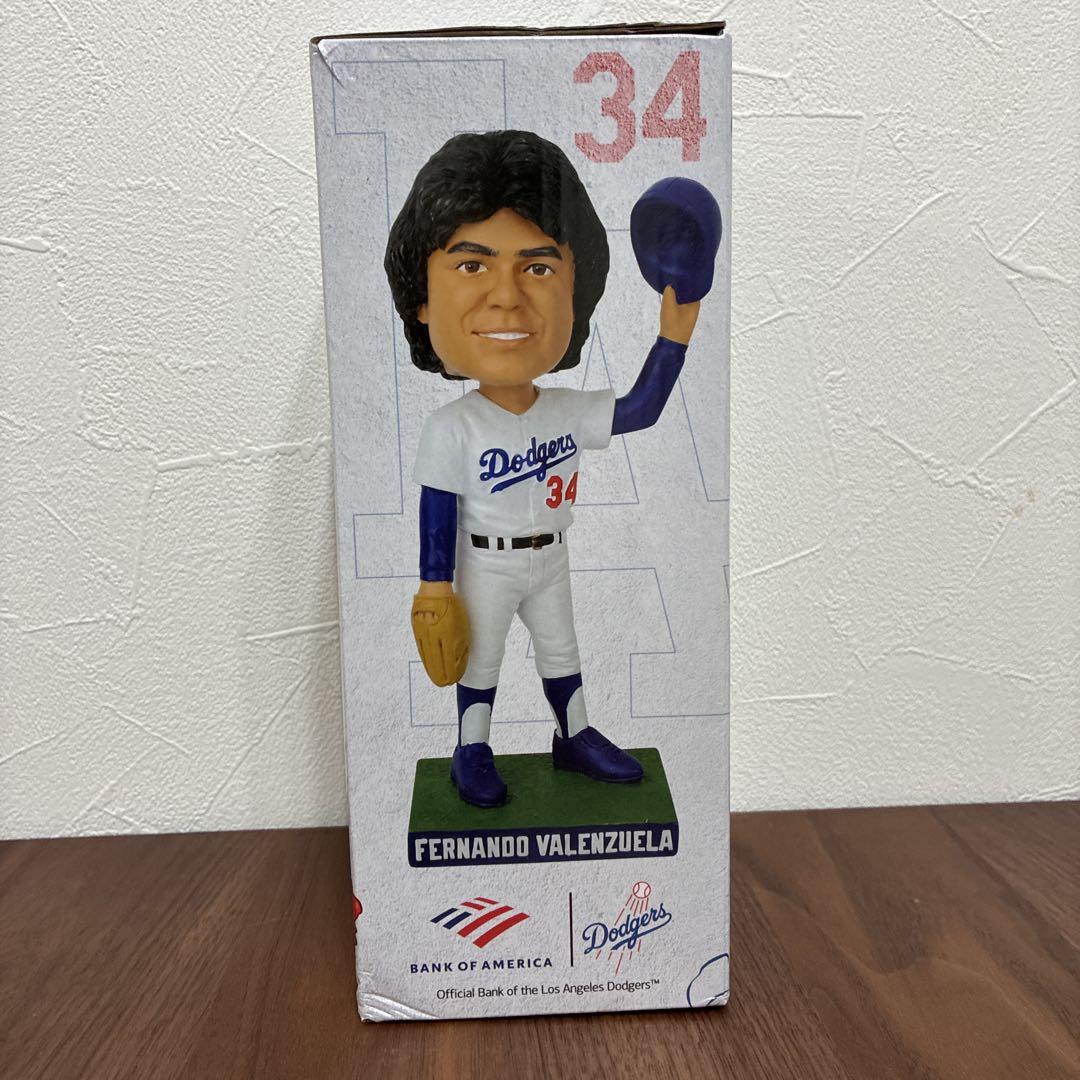 34
Dodgers
34
FERNANDO VALENZUELA
BANK OF AMERICA
Dodgers
Official Bank of the Los Angeles Dodgers™